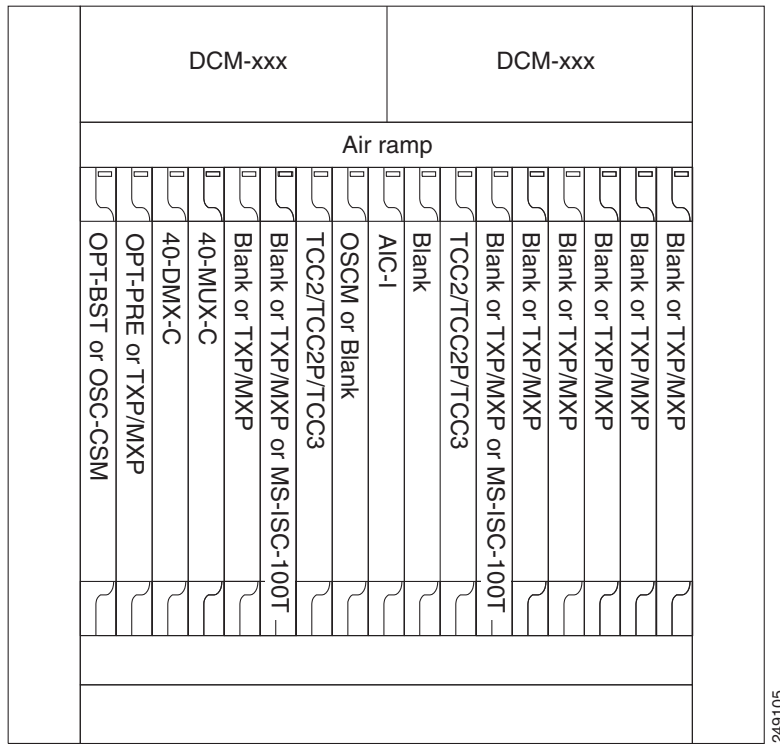 DCM-xxx
DCM-xxx
Air ramp
OPT-BST or OSC-CSM
OPT-PRE or TXP/MXP
40-DMX-C
40-MUX-C
Blank or TXP/MXP
Blank or TXP/MXP or MS-ISC-100T
TCC2/TCC2P/TCC3
OSCM or Blank
AIC-I
Blank
TCC2/TCC2P/TCC3
Blank or TXP/MXP or MS-ISC-100T
Blank or TXP/MXP
Blank or TXP/MXP
Blank or TXP/MXP
Blank or TXP/MXP
Blank or TXP/MXP
249105